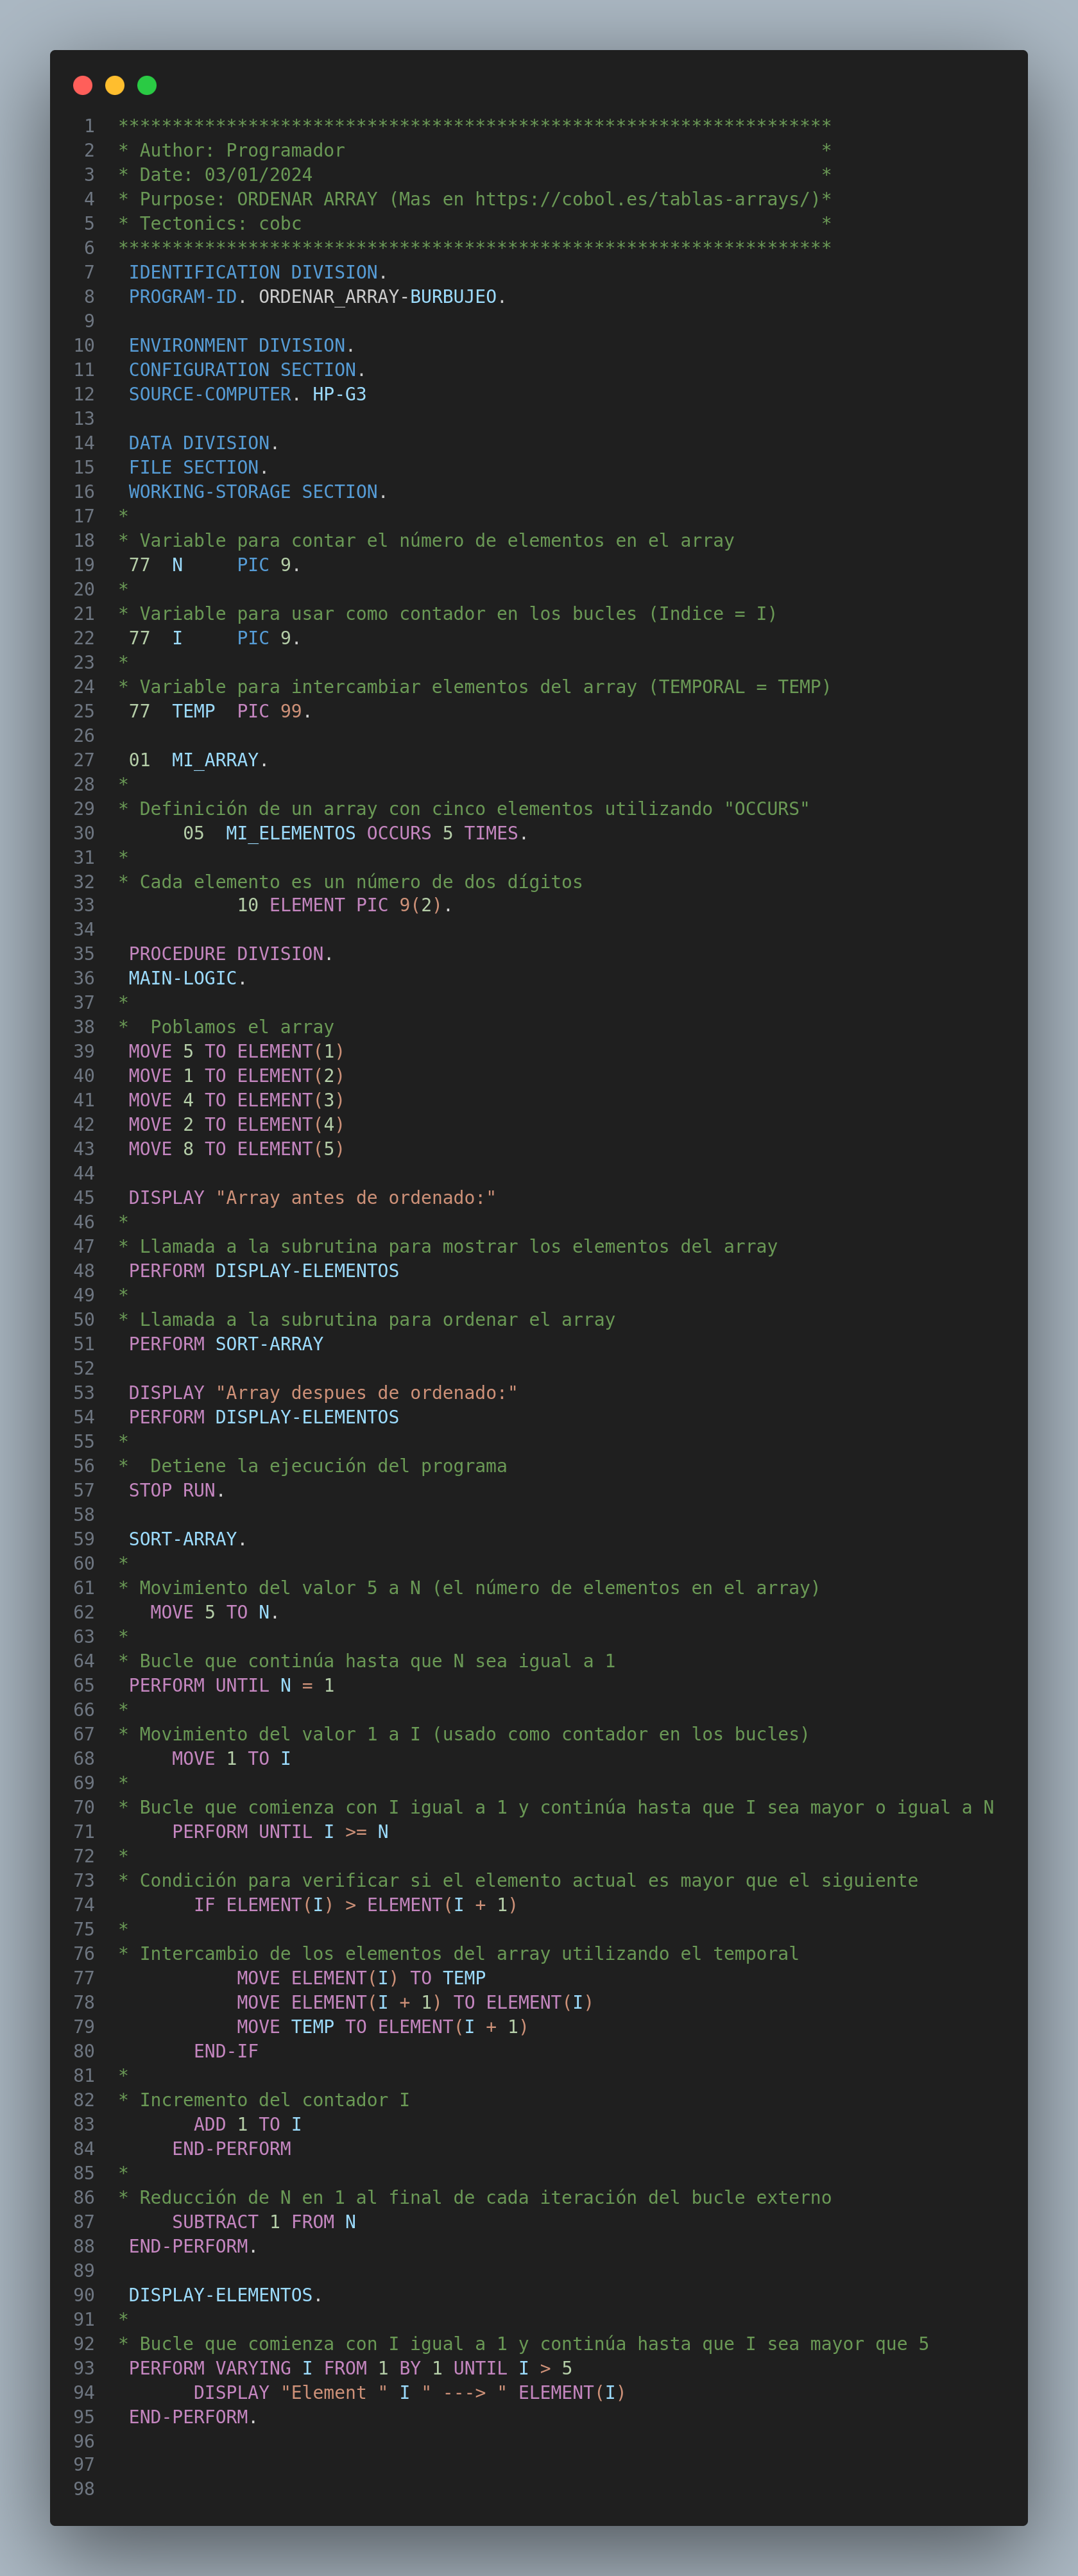 1 ******************************************************************
2 * Author: Programador                                            *
3 * Date: 03/01/2024                                               *
4 * Purpose: ORDENAR ARRAY (Mas en https://cobol.es/tablas-arrays/)*
5 * Tectonics: cobc                                                *
6 ******************************************************************
7  IDENTIFICATION DIVISION.
8  PROGRAM-ID. ORDENAR_ARRAY-BURBUJEO.
9
10  ENVIRONMENT DIVISION.
11  CONFIGURATION SECTION.
12  SOURCE-COMPUTER. HP-G3
13
14  DATA DIVISION.
15  FILE SECTION.
16  WORKING-STORAGE SECTION.
17 *
18 * Variable para contar el número de elementos en el array
19  77  N     PIC 9.
20 *
21 * Variable para usar como contador en los bucles (Indice = I)
22  77  I     PIC 9.
23 *
24 * Variable para intercambiar elementos del array (TEMPORAL = TEMP)
25  77  TEMP  PIC 99.
26
27  01  MI_ARRAY.
28 *
29 * Definición de un array con cinco elementos utilizando "OCCURS"
30       05  MI_ELEMENTOS OCCURS 5 TIMES.
31 *
32 * Cada elemento es un número de dos dígitos
33            10 ELEMENT PIC 9(2).
34
35  PROCEDURE DIVISION.
36  MAIN-LOGIC.
37 *
38 *  Poblamos el array
39  MOVE 5 TO ELEMENT(1)
40  MOVE 1 TO ELEMENT(2)
41  MOVE 4 TO ELEMENT(3)
42  MOVE 2 TO ELEMENT(4)
43  MOVE 8 TO ELEMENT(5)
44
45  DISPLAY "Array antes de ordenado:"
46 *
47 * Llamada a la subrutina para mostrar los elementos del array
48  PERFORM DISPLAY-ELEMENTOS
49 *
50 * Llamada a la subrutina para ordenar el array
51  PERFORM SORT-ARRAY
52
53  DISPLAY "Array despues de ordenado:"
54  PERFORM DISPLAY-ELEMENTOS
55 *
56 *  Detiene la ejecución del programa
57  STOP RUN.
58
59  SORT-ARRAY.
60 *
61 * Movimiento del valor 5 a N (el número de elementos en el array)
62    MOVE 5 TO N.
63 *
64 * Bucle que continúa hasta que N sea igual a 1
65  PERFORM UNTIL N = 1
66 *
67 * Movimiento del valor 1 a I (usado como contador en los bucles)
68      MOVE 1 TO I
69 *
70 * Bucle que comienza con I igual a 1 y continúa hasta que I sea mayor o igual a N
71      PERFORM UNTIL I >= N
72 *
73 * Condición para verificar si el elemento actual es mayor que el siguiente
74        IF ELEMENT(I) > ELEMENT(I + 1)
75 *
76 * Intercambio de los elementos del array utilizando el temporal
77            MOVE ELEMENT(I) TO TEMP
78            MOVE ELEMENT(I + 1) TO ELEMENT(I)
79            MOVE TEMP TO ELEMENT(I + 1)
80        END-IF
81 *
82 * Incremento del contador I
83        ADD 1 TO I
84      END-PERFORM
85 *
86 * Reducción de N en 1 al final de cada iteración del bucle externo
87      SUBTRACT 1 FROM N
88  END-PERFORM.
89
90  DISPLAY-ELEMENTOS.
91 *
92 * Bucle que comienza con I igual a 1 y continúa hasta que I sea mayor que 5
93  PERFORM VARYING I FROM 1 BY 1 UNTIL I > 5
94        DISPLAY "Element " I " ---> " ELEMENT(I)
95  END-PERFORM.
96
97
98